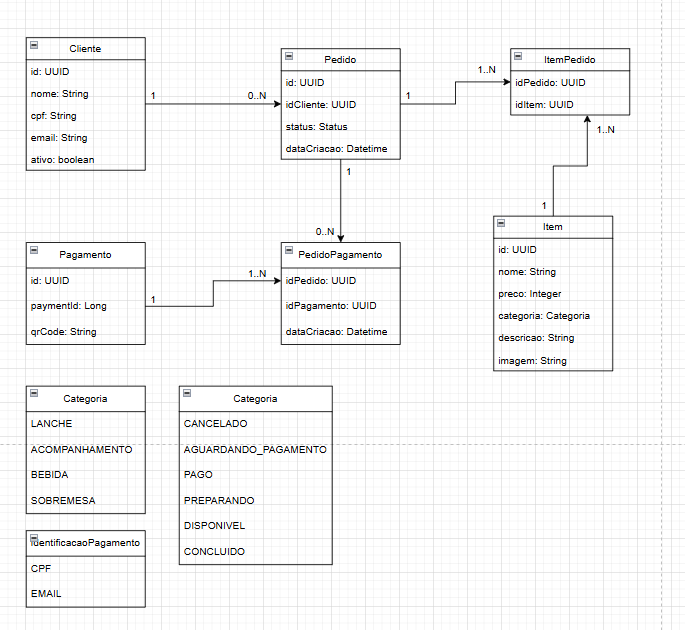 Cliente
id: UUID
nome: String
cpf: String
email: String
ativo: boolean
1
0..N
Pedido
id: UUID
idCliente: UUID
status: Status
dataCriacao: Datetime
1
1..N
ItemPedido
idPedido: UUID
idItem: UUID
1..N
1
Item
id: UUID
nome: String
preco: Integer
categoria: Categoria
descricao: String
imagem: String
1
0..N
Pagamento
id: UUID
paymentId: Long
qrCode: String
1
1..N
PedidoPagamento
idPedido: UUID
idPagamento: UUID
dataCriacao: Datetime
Categoria
LANCHE
ACOMPANHAMENTO
BEBIDA
SOBREMESA
Categoria
CANCELADO
AGUARDANDO_PAGAMENTO
PAGO
PREPARANDO
DISPONIVEL
CONCLUIDO
IdentificacaoPagamento
CPF
EMAIL